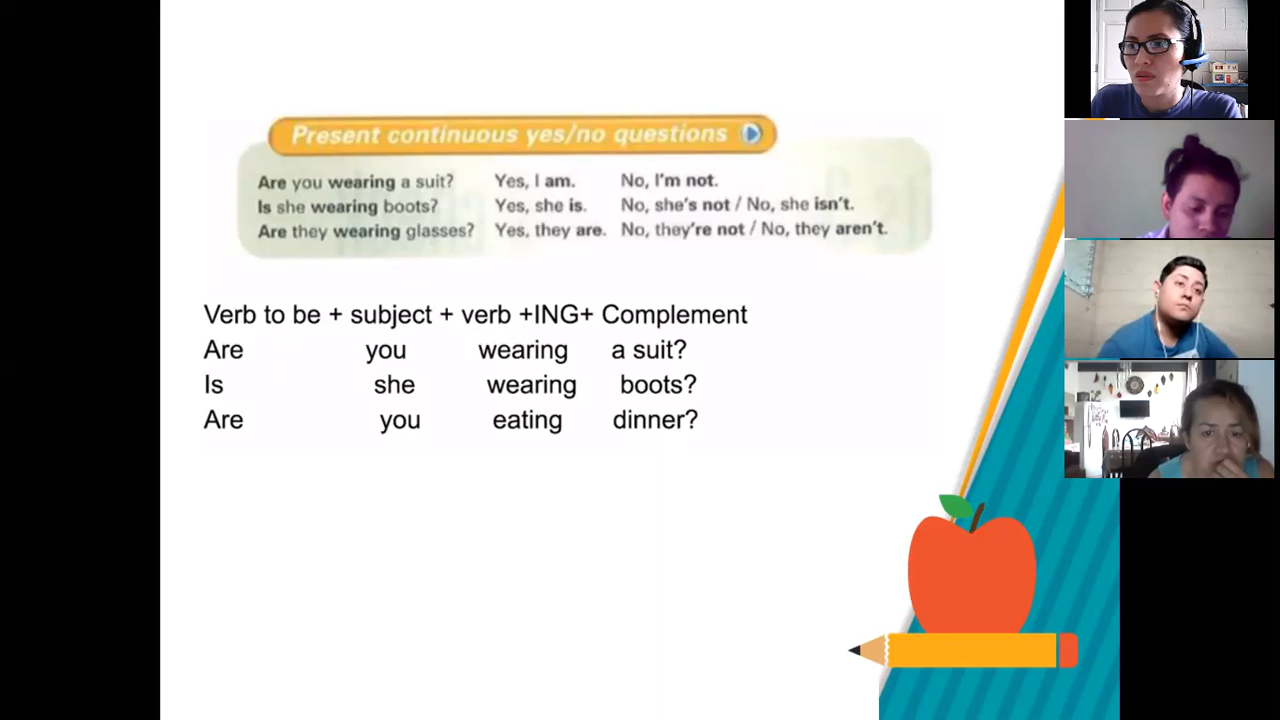 Present continuous yes/no questions
Are you wearing a suit? Yes, I am. No, I'm not.
Is she wearing boots? Yes, she is. No, she's not / No, she isn't.
Are they wearing glasses? Yes, they are. No, they're not / No, they aren't.
Verb to be + subject + verb +ING+ Complement
Are you wearing a suit?
Is she wearing boots?
Are you eating dinner?